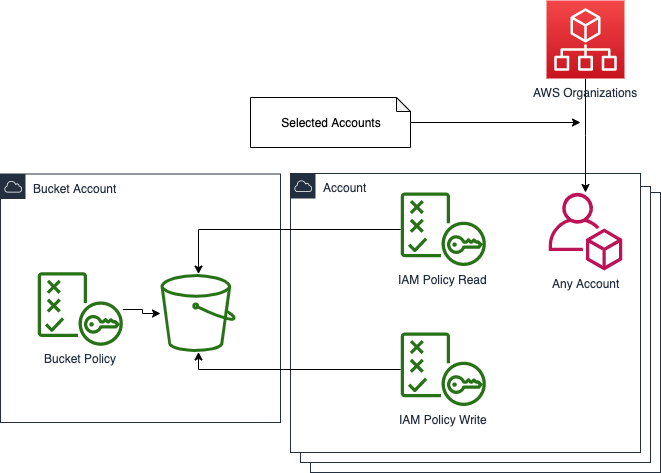 AWS Organizations
Selected Accounts
Bucket Account
Account
IAM Policy Read
Any Account
Bucket Policy
IAM Policy Write